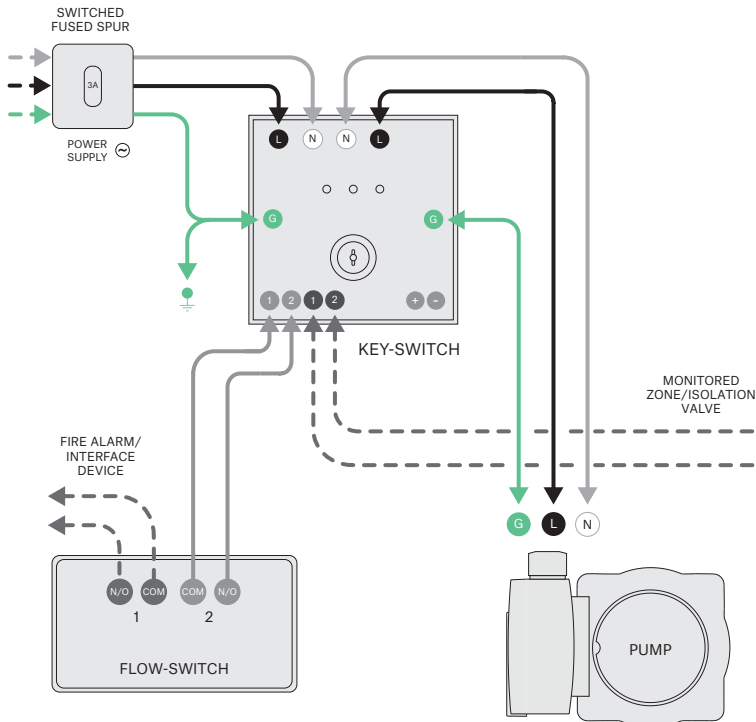 SWITCHED
FUSED SPUR
3A
POWER
SUPPLY
L N N L
G G
1 2 1 2 + -
KEY-SWITCH
MONITORED
ZONE/ISOLATION
VALVE
FIRE ALARM/
INTERFACE
DEVICE
G L N
N/O COM COM N/O
1 2
FLOW-SWITCH
PUMP